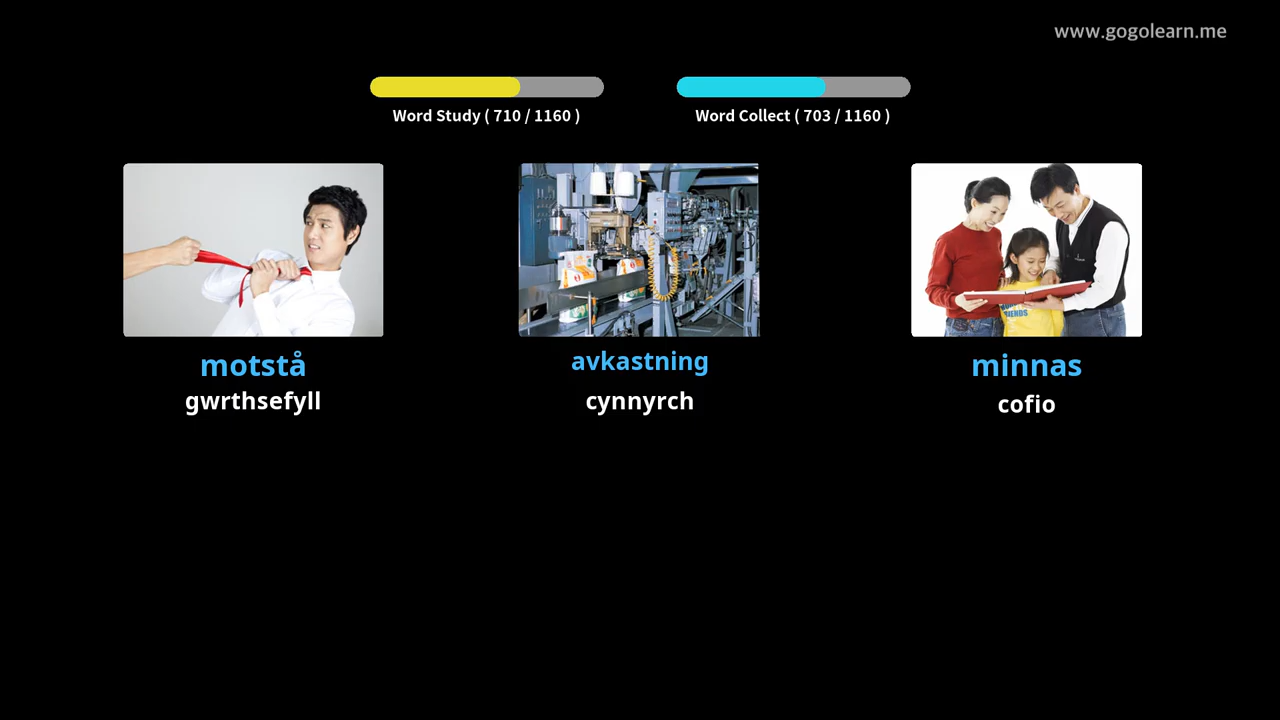 www.gogolearn.me
Word Study ( 710 / 1160 )
Word Collect ( 703 / 1160 )
motstå
avkastning
minnas
gwrthsefyll
cynnyrch
cofio